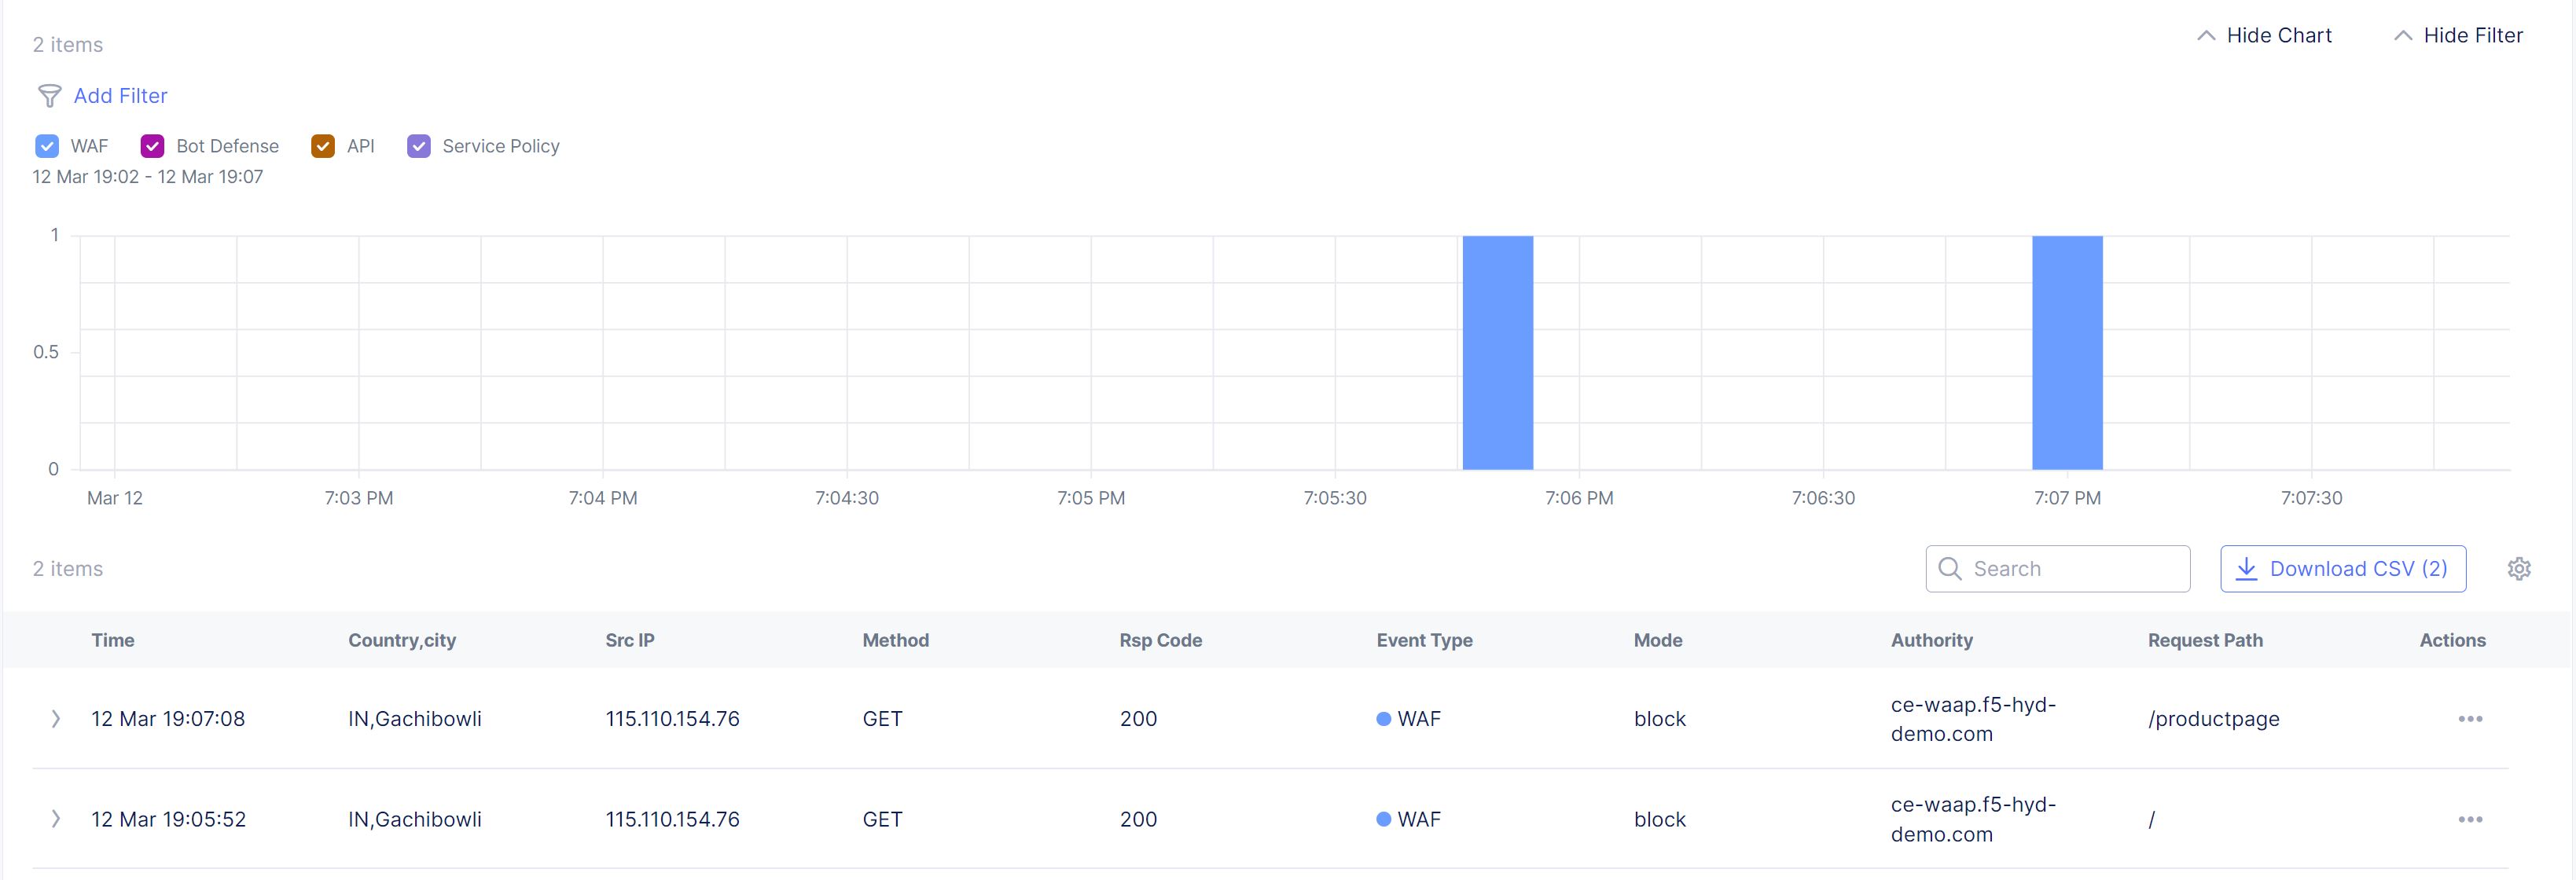 2 items
Hide Chart Hide Filter
Add Filter
WAF Bot Defense API Service Policy
12 Mar 19:02 - 12 Mar 19:07
1
0.5
0
Mar 12 7:03 PM 7:04 PM 7:04:30 7:05 PM 7:05:30 7:06 PM 7:06:30 7:07 PM 7:07:30
2 items Search Download CSV (2)
Time Country,city Src IP Method Rsp Code Event Type Mode Authority Request Path Actions
12 Mar 19:07:08 IN,Gachibowli 115.110.154.76 GET 200 WAF block ce-waap.f5-hyd- /productpage
demo.com
12 Mar 19:05:52 IN,Gachibowli 115.110.154.76 GET 200 WAF block ce-waap.f5-hyd- /
demo.com